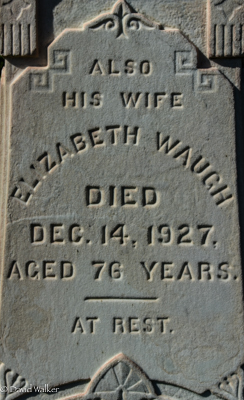 ALSO
HIS WIFE
ELIZABETH WAUGH
DIED
DEC. 14, 1927,
AGED 76 YEARS.
AT REST.
© David Walker